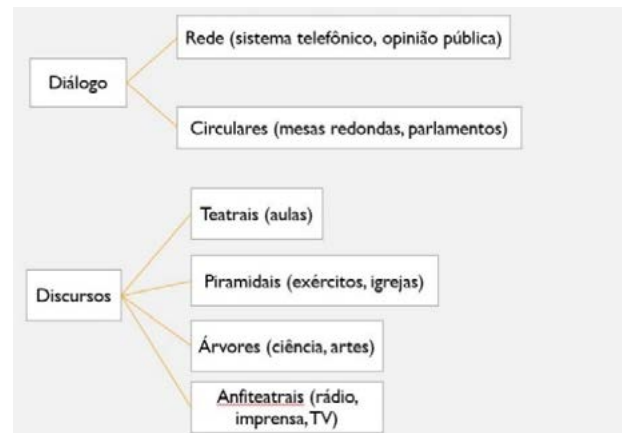 Rede (sistema telefônico, opinião pública)
Diálogo
Circulares (mesas redondas, parlamentos)
Teatrais (aulas)
Piramidais (exércitos, igrejas)
Discursos
Árvores (ciência, artes)
Anfiteatrais (rádio,
imprensa, TV)